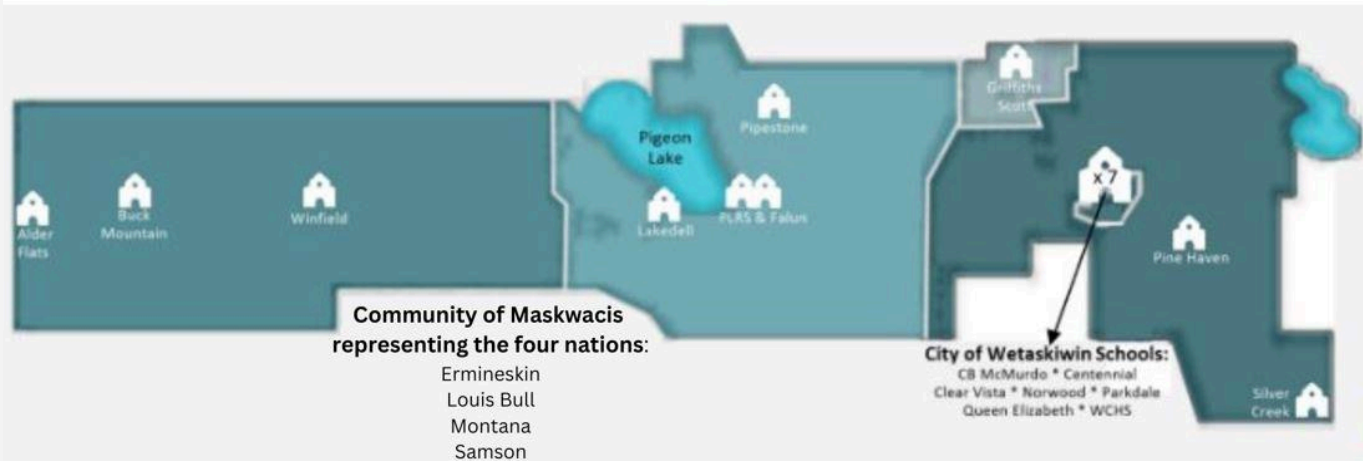 Alder
Flats
Buck
Mountain
Winfield
Pigeon
Lake
Pipestone
Lakedell
PLRS & Falun
Griffiths
Scott
x 7
Pine Haven
Silver
Creek
Community of Maskwacis
representing the four nations:
Ermineskin
Louis Bull
Montana
Samson
City of Wetaskiwin Schools:
CB McMurdo * Centennial
Clear Vista * Norwood * Parkdale
Queen Elizabeth * WCHS